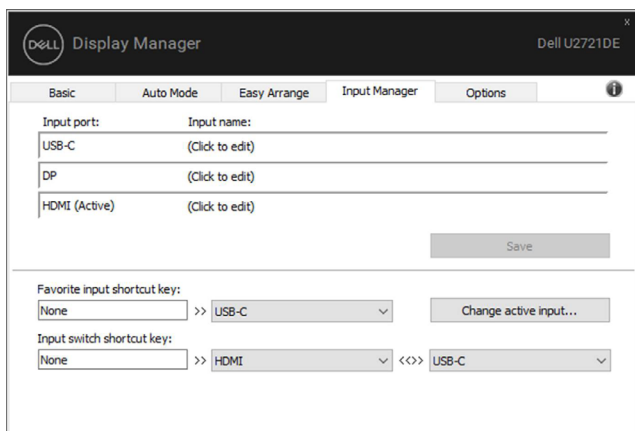 x
DELL Display Manager Dell U2721DE
Basic Auto Mode Easy Arrange Input Manager Options i
Input port: Input name:
USB-C (Click to edit)
DP (Click to edit)
HDMI (Active) (Click to edit)
Save
Favorite input shortcut key:
None >> USB-C Change active input...
Input switch shortcut key:
None >> HDMI <<>> USB-C